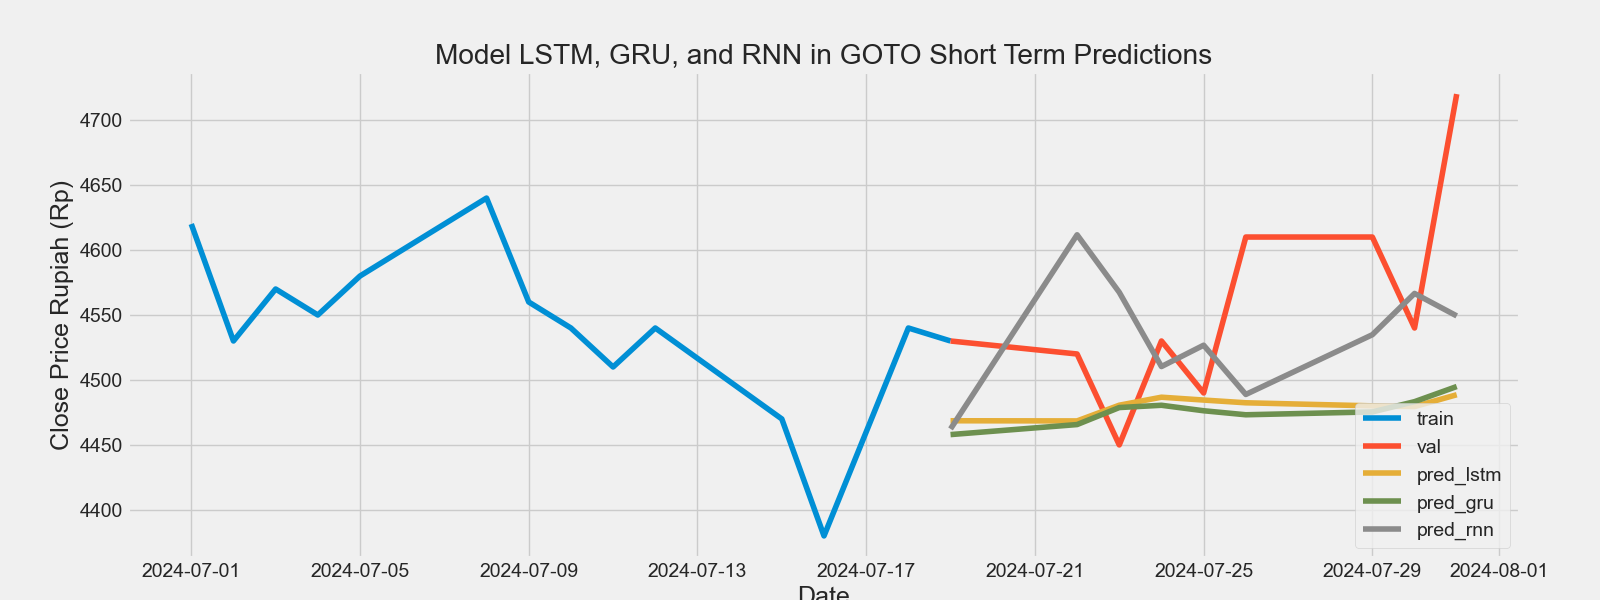 Model LSTM, GRU, and RNN in GOTO Short Term Predictions
Close Price Rupiah (Rp)
4700
4650
4600
4550
4500
4450
4400
train
val
pred_lstm
pred_gru
pred_rnn
2024-07-01 2024-07-05 2024-07-09 2024-07-13 2024-07-17 2024-07-21 2024-07-25 2024-07-29 2024-08-01
Date